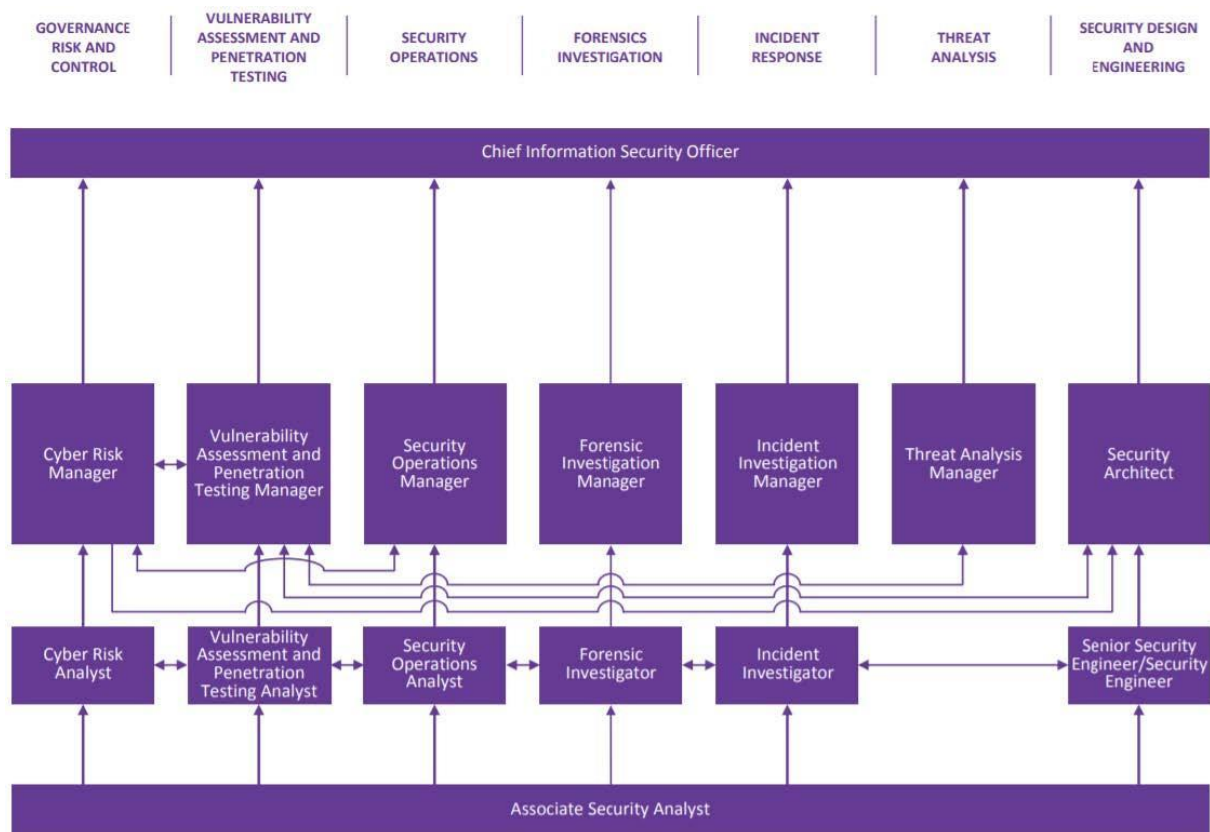 GOVERNANCE
RISK AND
CONTROL
VULNERABILITY
ASSESSMENT AND
PENETRATION
TESTING
SECURITY
OPERATIONS
FORENSICS
INVESTIGATION
INCIDENT
RESPONSE
THREAT
ANALYSIS
SECURITY DESIGN
AND
ENGINEERING
Chief Information Security Officer
Cyber Risk
Manager
Vulnerability
Assessment and
Penetration
Testing Manager
Security
Operations
Manager
Forensic
Investigation
Manager
Incident
Investigation
Manager
Threat Analysis
Manager
Security
Architect
Cyber Risk
Analyst
Vulnerability
Assessment and
Penetration
Testing Analyst
Security
Operations
Analyst
Forensic
Investigator
Incident
Investigator
Senior Security
Engineer/Security
Engineer
Associate Security Analyst